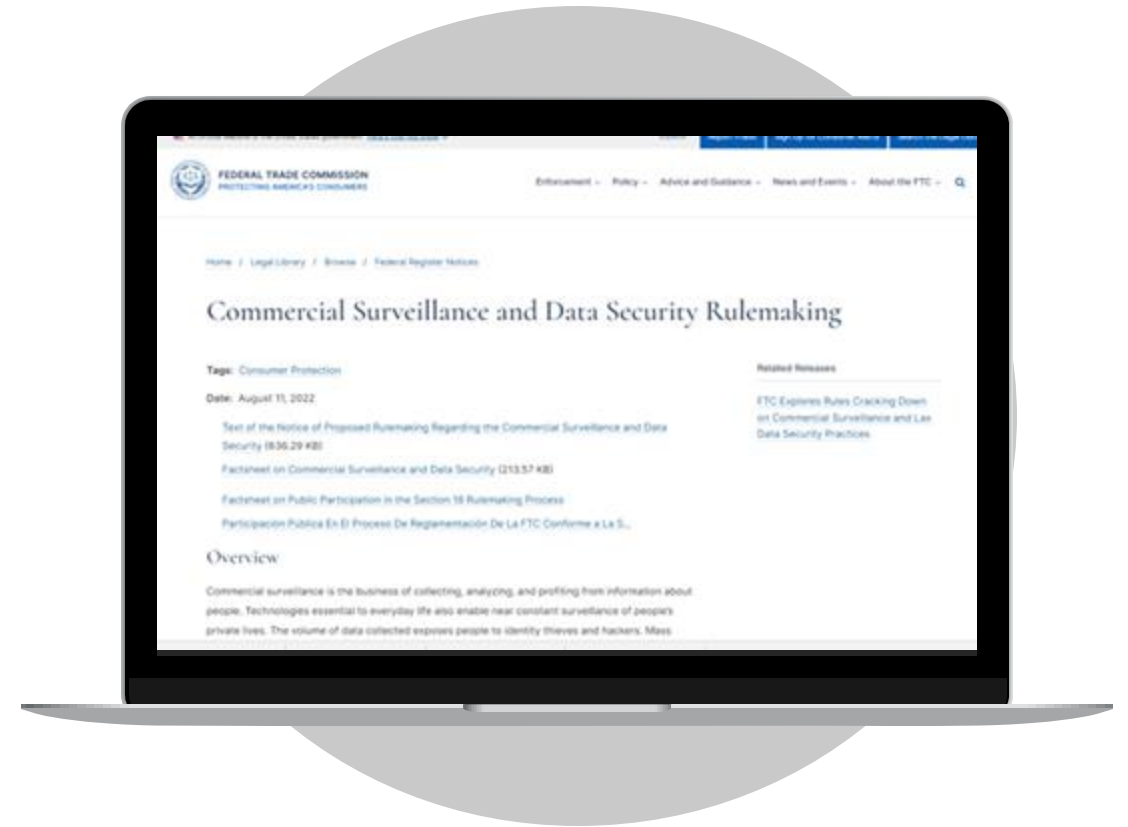 FEDERAL TRADE COMMISSION
PROTECTING AMERICA'S CONSUMERS
Enforcement Policy Advice and Guidance News and Events About the FTC
Home / Legal Library / Browse / Federal Register Notices
Commercial Surveillance and Data Security Rulemaking
Tags: Consumer Protection
Date: August 11, 2022
Text of the Notice of Proposed Rulemaking Regarding the Commercial Surveillance and Data
Security (636.29 KB)
Factsheet on Commercial Surveillance and Data Security (213.57 KB)
Factsheet on Public Participation in the Section 18 Rulemaking Process
Participación Pública En El Proceso De Reglamentación De La FTC Conforme a La S...
Related Releases
FTC Explores Rules Cracking Down
on Commercial Surveillance and Lax
Data Security Practices
Overview
Commercial surveillance is the business of collecting, analyzing, and profiting from information about
people. Technologies essential to everyday life also enable near constant surveillance of people's
private lives. The volume of data collected exposes people to identity thieves and hackers. Mass